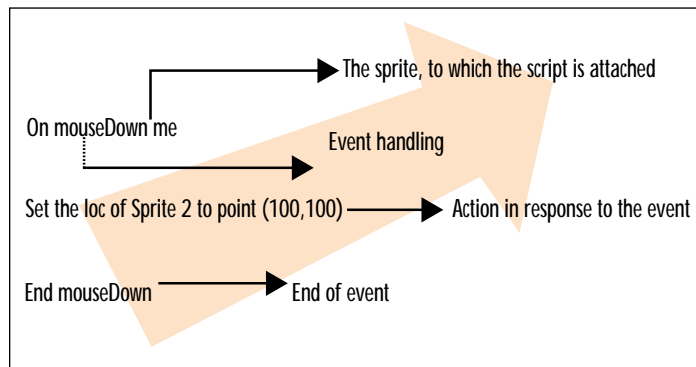 The sprite, to which the script is attached
On mouseDown me
Event handling
Set the loc of Sprite 2 to point (100,100)
Action in response to the event
End mouseDown
End of event